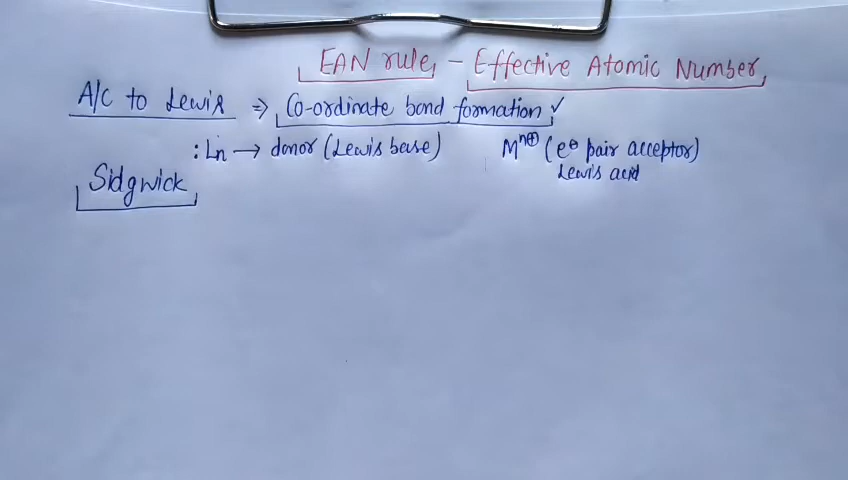 EAN rule, - Effective Atomic Number,
A/c to Lewis ⇒ Co-ordinate bond formation ✓
:Ln → donor (Lewis base) Mⁿ⊕ (e⊖ pair acceptor)
Lewis acid
Sidgwick